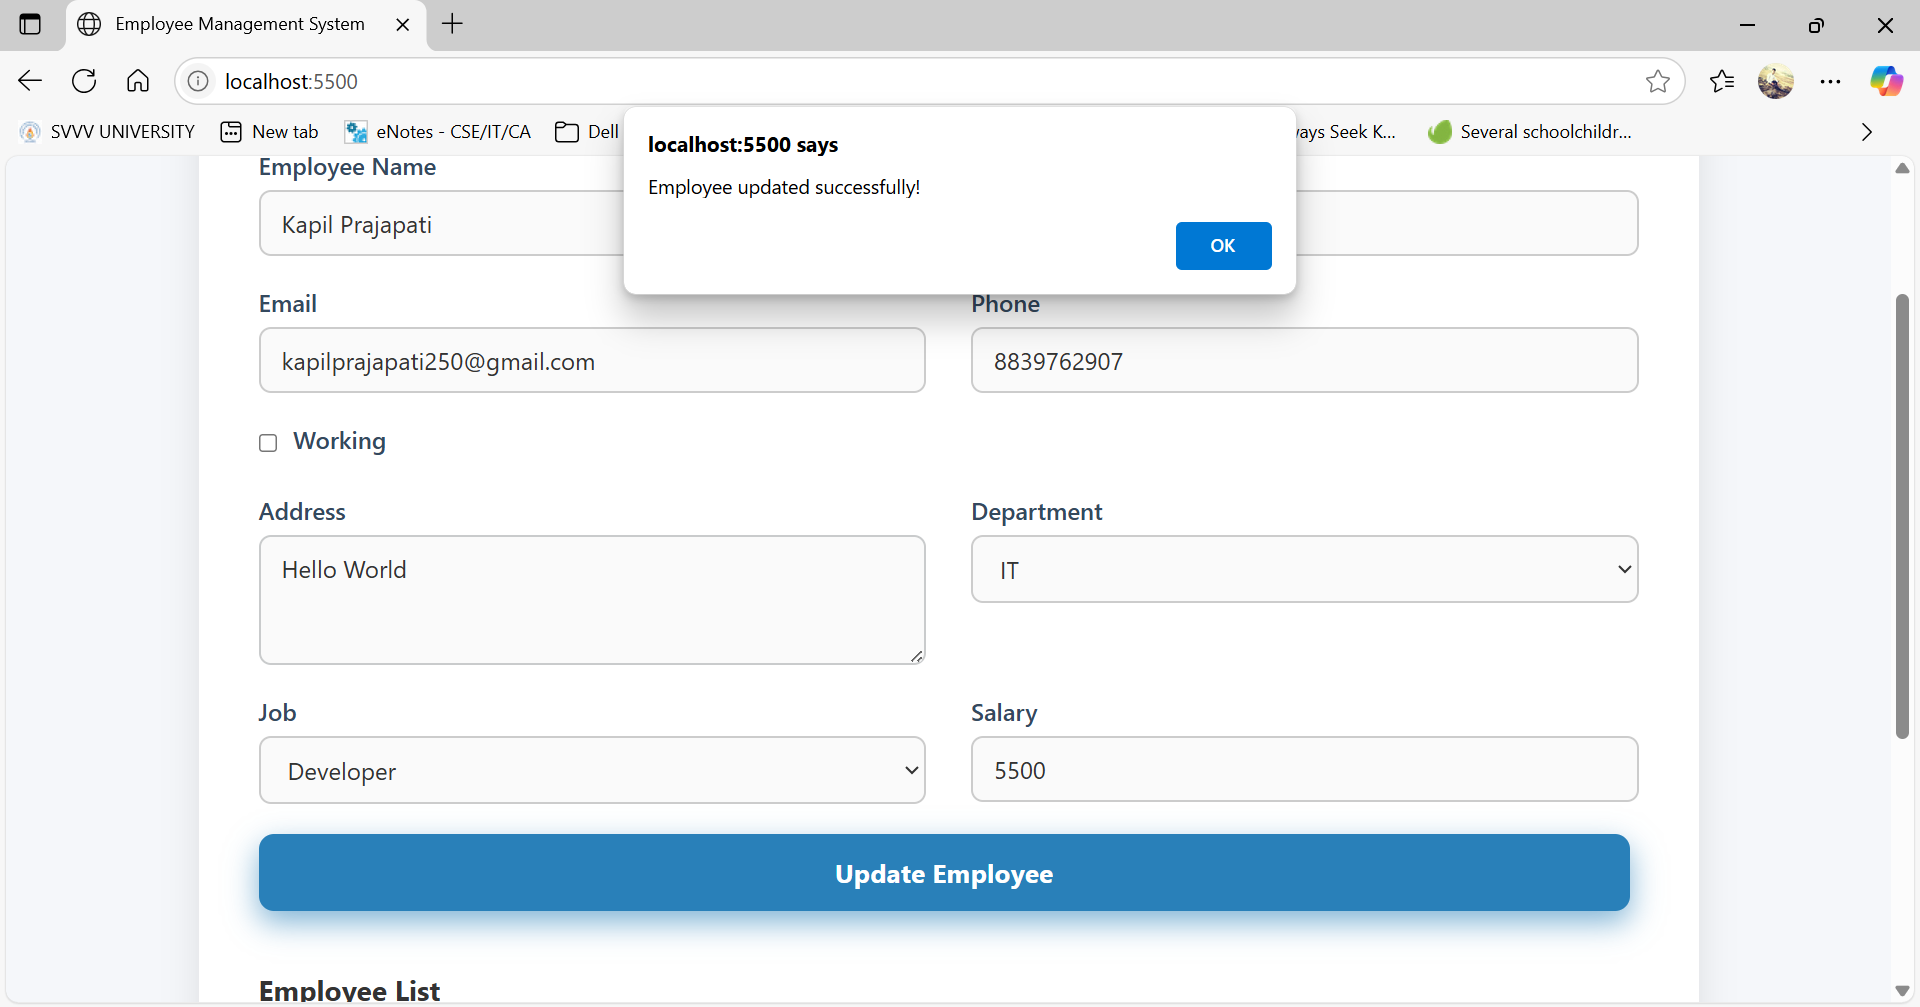 Employee Management System
localhost:5500
SVVV UNIVERSITY
New tab
eNotes - CSE/IT/CA
Dell
Seek K...
Several schoolchildr...
localhost:5500 says
Employee updated successfully!
OK
Employee Name
Kapil Prajapati
Email
Phone
kapilprajapati250@gmail.com
8839762907
Working
Address
Department
Hello World
IT
Job
Salary
Developer
5500
Update Employee
Employee List